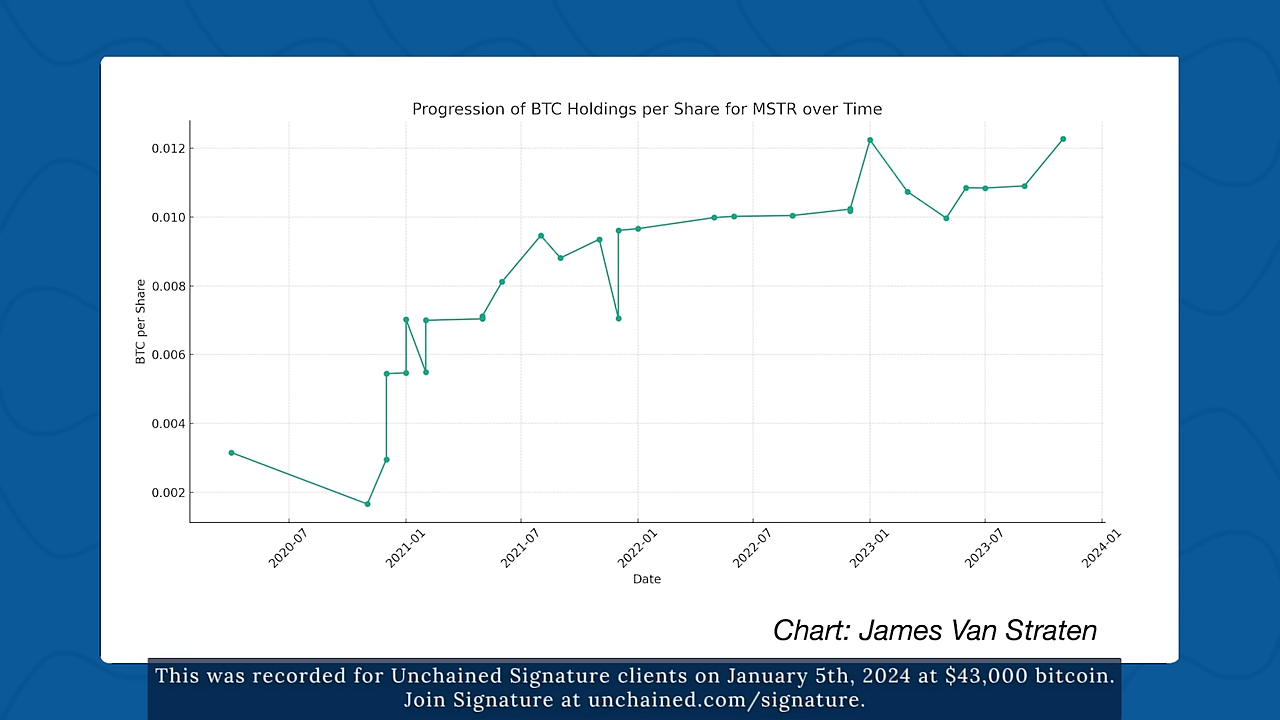 Progression of BTC Holdings per Share for MSTR over Time
BTC per Share
0.012
0.010
0.008
0.006
0.004
0.002
2020-07
2021-01
2021-07
2022-01
2022-07
2023-01
2023-07
2024-01
Date
Chart: James Van Straten
This was recorded for Unchained Signature clients on January 5th, 2024 at $43,000 bitcoin.
Join Signature at unchained.com/signature.